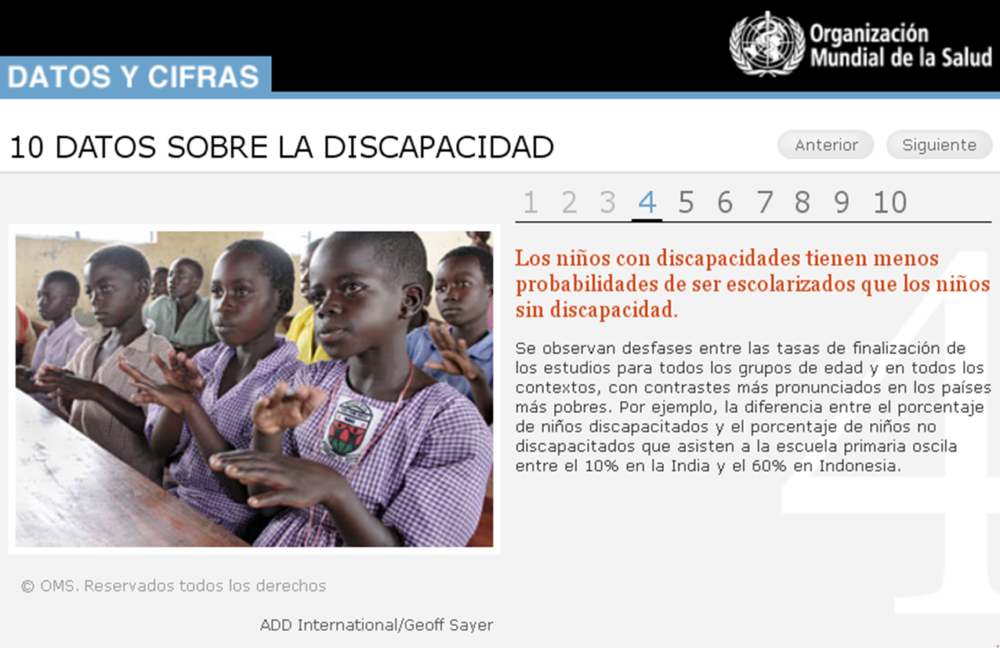 Organización
Mundial de la Salud
DATOS Y CIFRAS
10 DATOS SOBRE LA DISCAPACIDAD
Anterior
Siguiente
1 2 3 4 5 6 7 8 9 10
Los niños con discapacidades tienen menos
probabilidades de ser escolarizados que los niños
sin discapacidad.
Se observan desfases entre las tasas de finalización de
los estudios para todos los grupos de edad y en todos los
contextos, con contrastes más pronunciados en los países
más pobres. Por ejemplo, la diferencia entre el porcentaje
de niños discapacitados y el porcentaje de niños no
discapacitados que asisten a la escuela primaria oscila
entre el 10% en la India y el 60% en Indonesia.
4
© OMS. Reservados todos los derechos
ADD International/Geoff Sayer